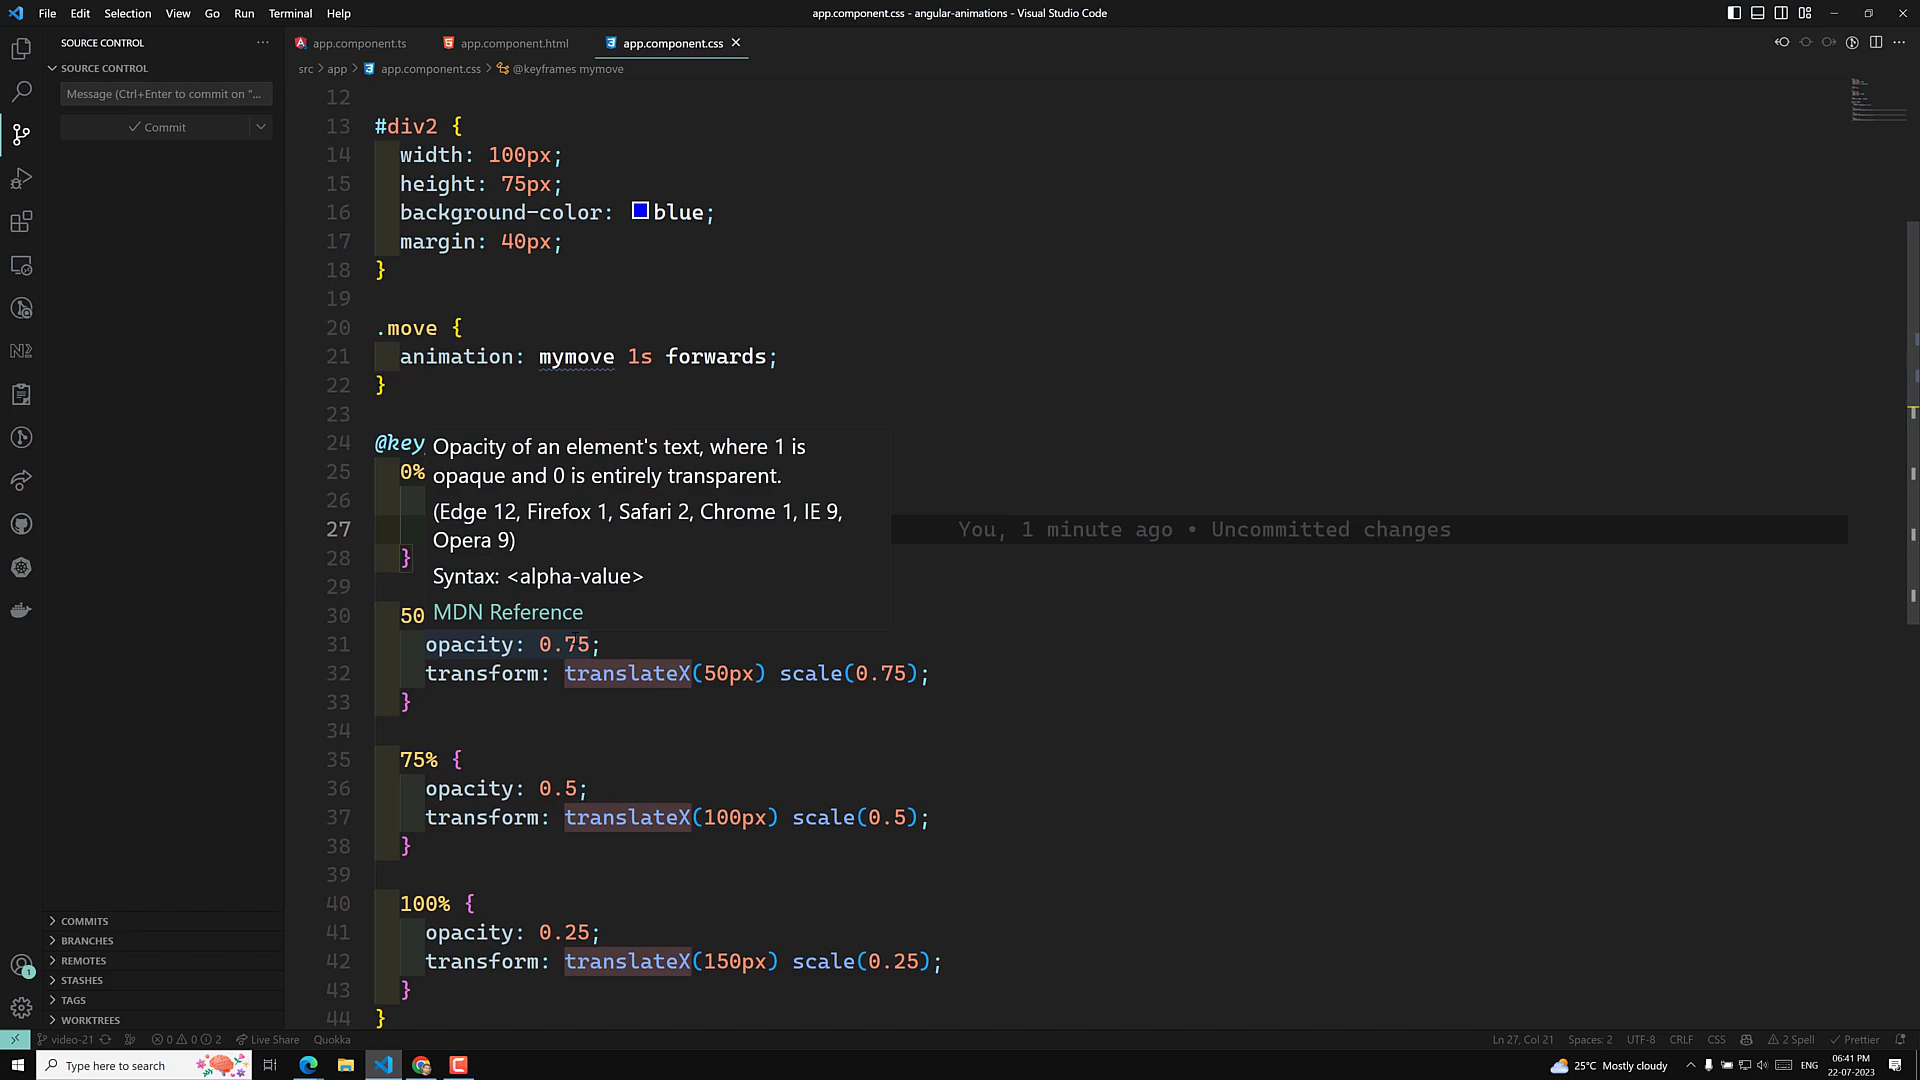 File Edit Selection View Go Run Terminal Help
app.component.css - angular-animations - Visual Studio Code
SOURCE CONTROL ...
SOURCE CONTROL
Message (Ctrl+Enter to commit on "...
Commit
app.component.ts
app.component.html
app.component.css
src > app > app.component.css > @keyframes mymove
12
13 #div2 {
14 width: 100px;
15 height: 75px;
16 background-color: blue;
17 margin: 40px;
18 }
19
20 .move {
21 animation: mymove 1s forwards;
22 }
23
24 @key
25 0%
26
27 You, 1 minute ago • Uncommitted changes
28 }
29
30 50
Opacity of an element's text, where 1 is
opaque and 0 is entirely transparent.
(Edge 12, Firefox 1, Safari 2, Chrome 1, IE 9,
Opera 9)
Syntax: <alpha-value>
MDN Reference
31 opacity: 0.75;
32 transform: translateX(50px) scale(0.75);
33 }
34
35 75% {
36 opacity: 0.5;
37 transform: translateX(100px) scale(0.5);
38 }
39
40 100% {
41 opacity: 0.25;
42 transform: translateX(150px) scale(0.25);
43 }
44 }
COMMITS
BRANCHES
REMOTES
STASHES
TAGS
WORKTREES
N2
1
video-21 0 0 2 Live Share Quokka
Ln 27, Col 21 Spaces: 2 UTF-8 CRLF CSS 2 Spell Prettier
Type here to search
25°C Mostly cloudy ENG
06:41 PM
22-07-2023